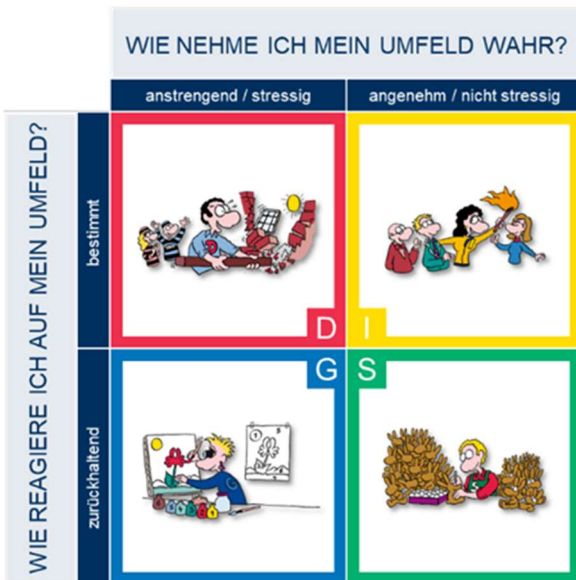 WIE NEHME ICH MEIN UMFELD WAHR?
anstrengend / stressig
angenehm / nicht stressig
WIE REAGIERE ICH AUF MEIN UMFELD?
bestimmt
D
I
zurückhaltend
G
S